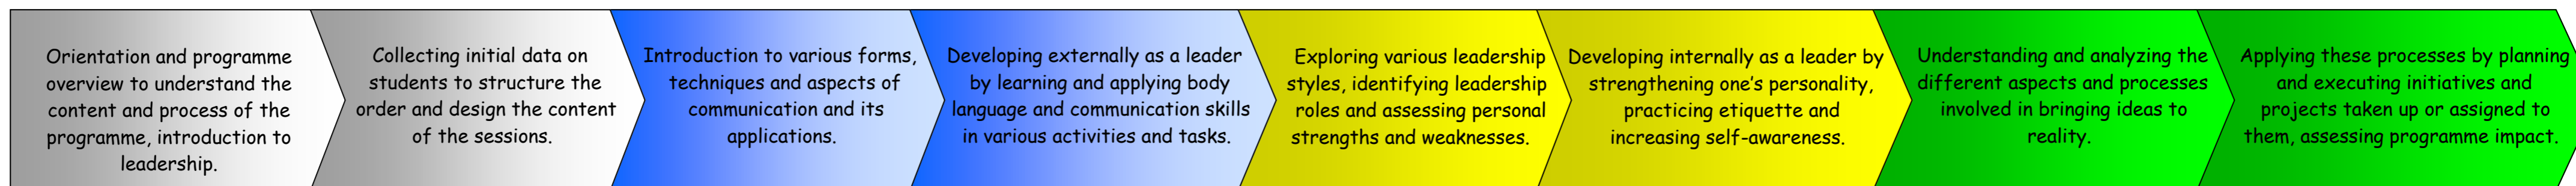 Orientation and programme
overview to understand the
content and process of the
programme, introduction to
leadership.
Collecting initial data on
students to structure the
order and design the content
of the sessions.
Introduction to various forms,
techniques and aspects of
communication and its
applications.
Developing externally as a leader
by learning and applying body
language and communication skills
in various activities and tasks.
Exploring various leadership
styles, identifying leadership
roles and assessing personal
strengths and weaknesses.
Developing internally as a leader by
strengthening one's personality,
practicing etiquette and
increasing self-awareness.
Understanding and analyzing the
different aspects and processes
involved in bringing ideas to
reality.
Applying these processes by planning
and executing initiatives and
projects taken up or assigned to
them, assessing programme impact.